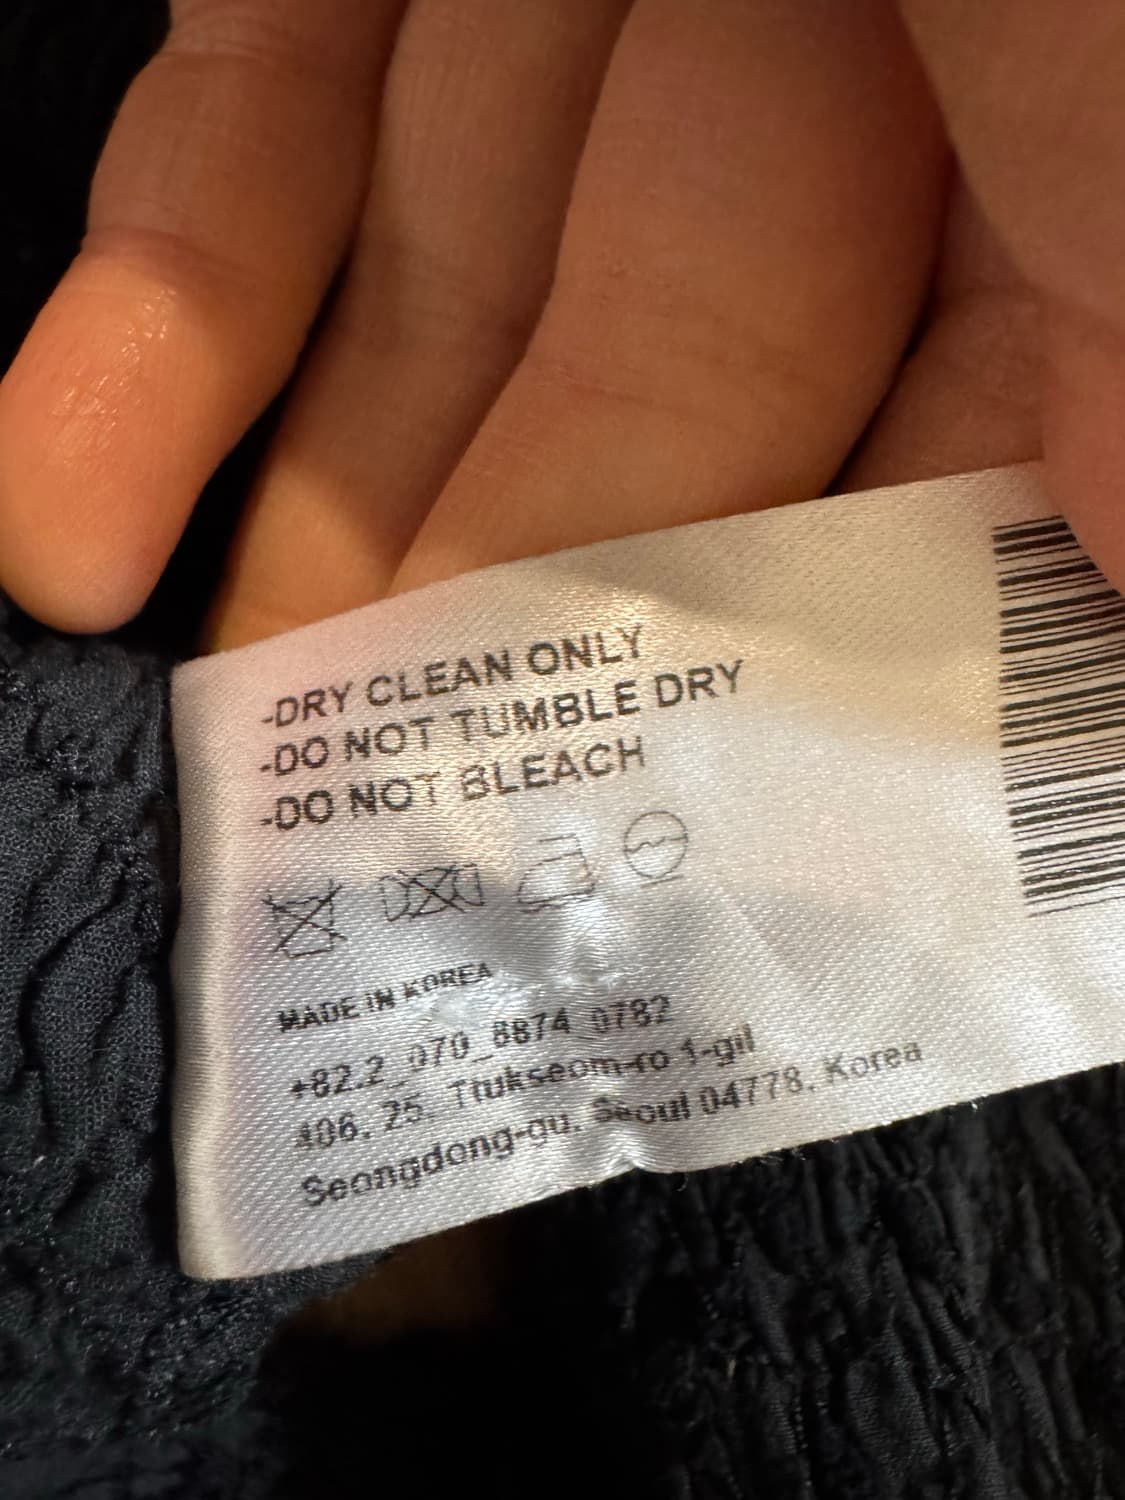 -DRY CLEAN ONLY
-DO NOT TUMBLE DRY
-DO NOT BLEACH
MADE IN KOREA
+82.2_070_8874_0782
406, 25, Ttukseom-ro 1-gil
Seongdong-gu, Seoul 04778, Korea